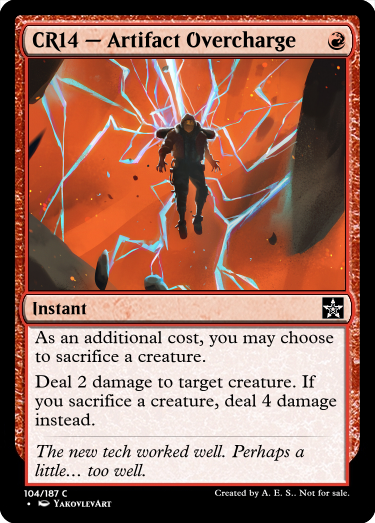 CR14 — Artifact Overcharge
Instant
As an additional cost, you may choose
to sacrifice a creature.
Deal 2 damage to target creature. If
you sacrifice a creature, deal 4 damage
instead.
The new tech worked well. Perhaps a
little… too well.
104/187 C
Created by A. E. S.. Not for sale.
• YakovlevArt